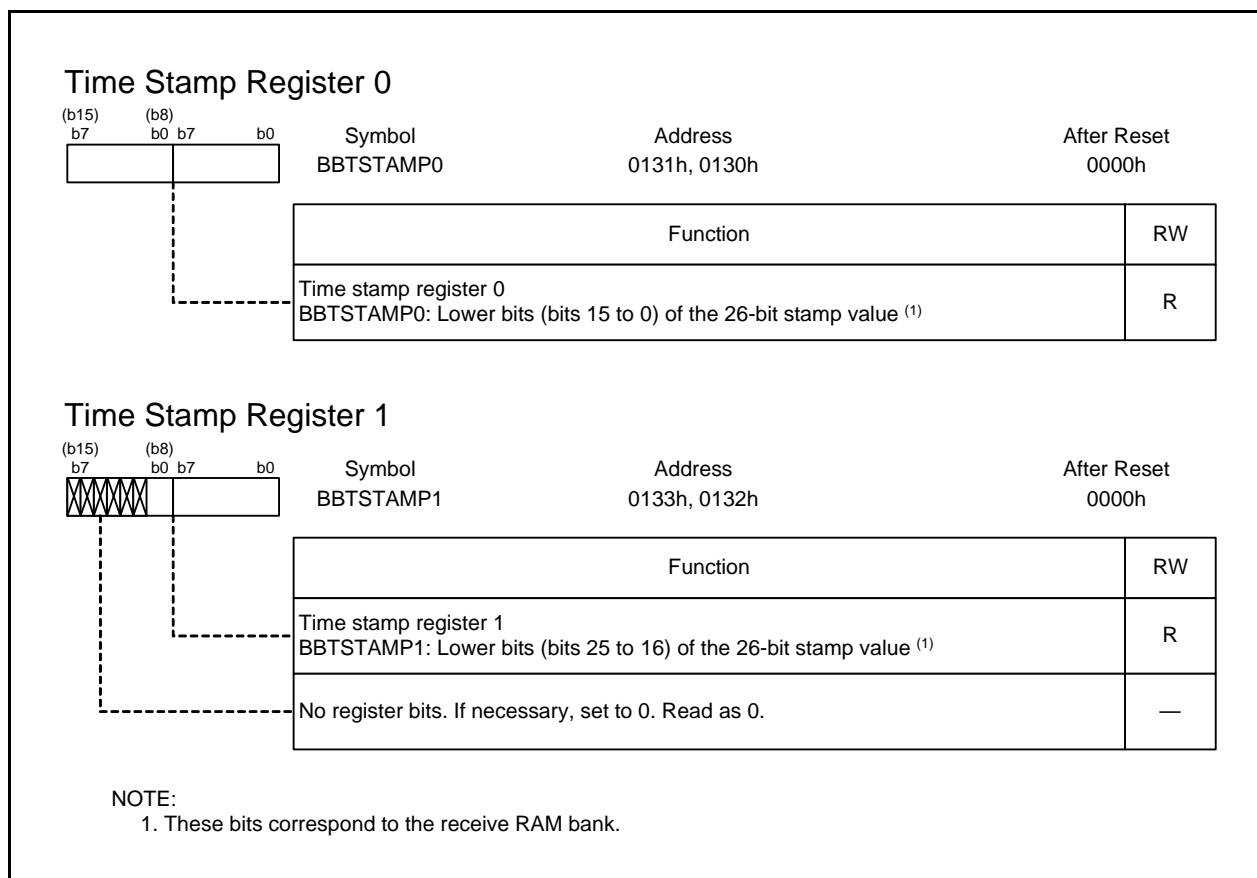 Time Stamp Register 0
(b15) (b8)
b7 b0 b7 b0 Symbol Address After Reset
BBTSTAMP0 0131h, 0130h 0000h
Function RW
Time stamp register 0
BBTSTAMP0: Lower bits (bits 15 to 0) of the 26-bit stamp value (1) R
Time Stamp Register 1
(b15) (b8)
b7 b0 b7 b0 Symbol Address After Reset
BBTSTAMP1 0133h, 0132h 0000h
Function RW
Time stamp register 1
BBTSTAMP1: Lower bits (bits 25 to 16) of the 26-bit stamp value (1) R
No register bits. If necessary, set to 0. Read as 0. —
NOTE:
1. These bits correspond to the receive RAM bank.